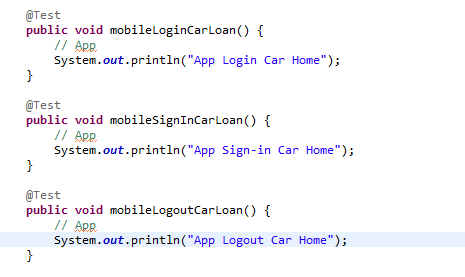 @Test
public void mobileLoginCarLoan() {
// App
System.out.println("App Login Car Home");
}
@Test
public void mobileSignInCarLoan() {
// App
System.out.println("App Sign-in Car Home");
}
@Test
public void mobileLogoutCarLoan() {
// App
System.out.println("App Logout Car Home");
}